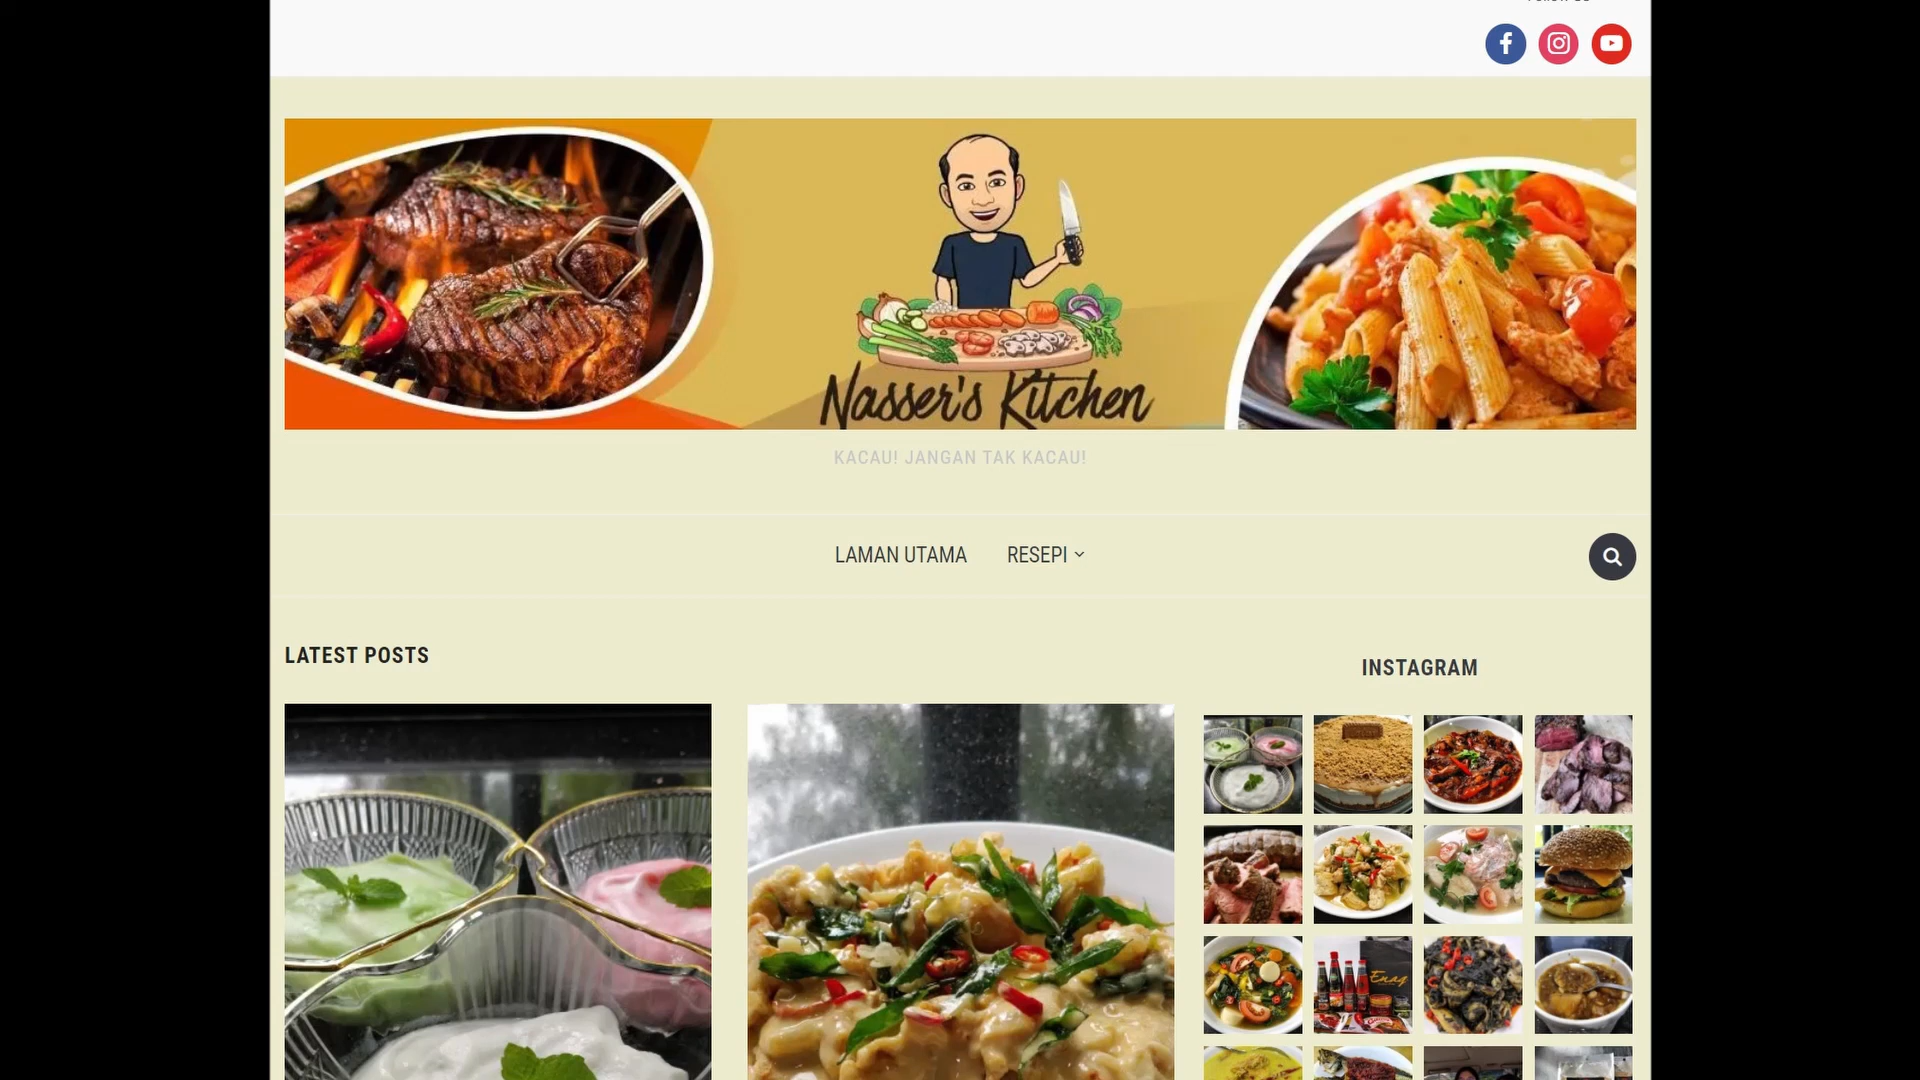 Nasser's Kitchen
KACAU! JANGAN TAK KACAU!
LAMAN UTAMA RESEPI
LATEST POSTS
INSTAGRAM